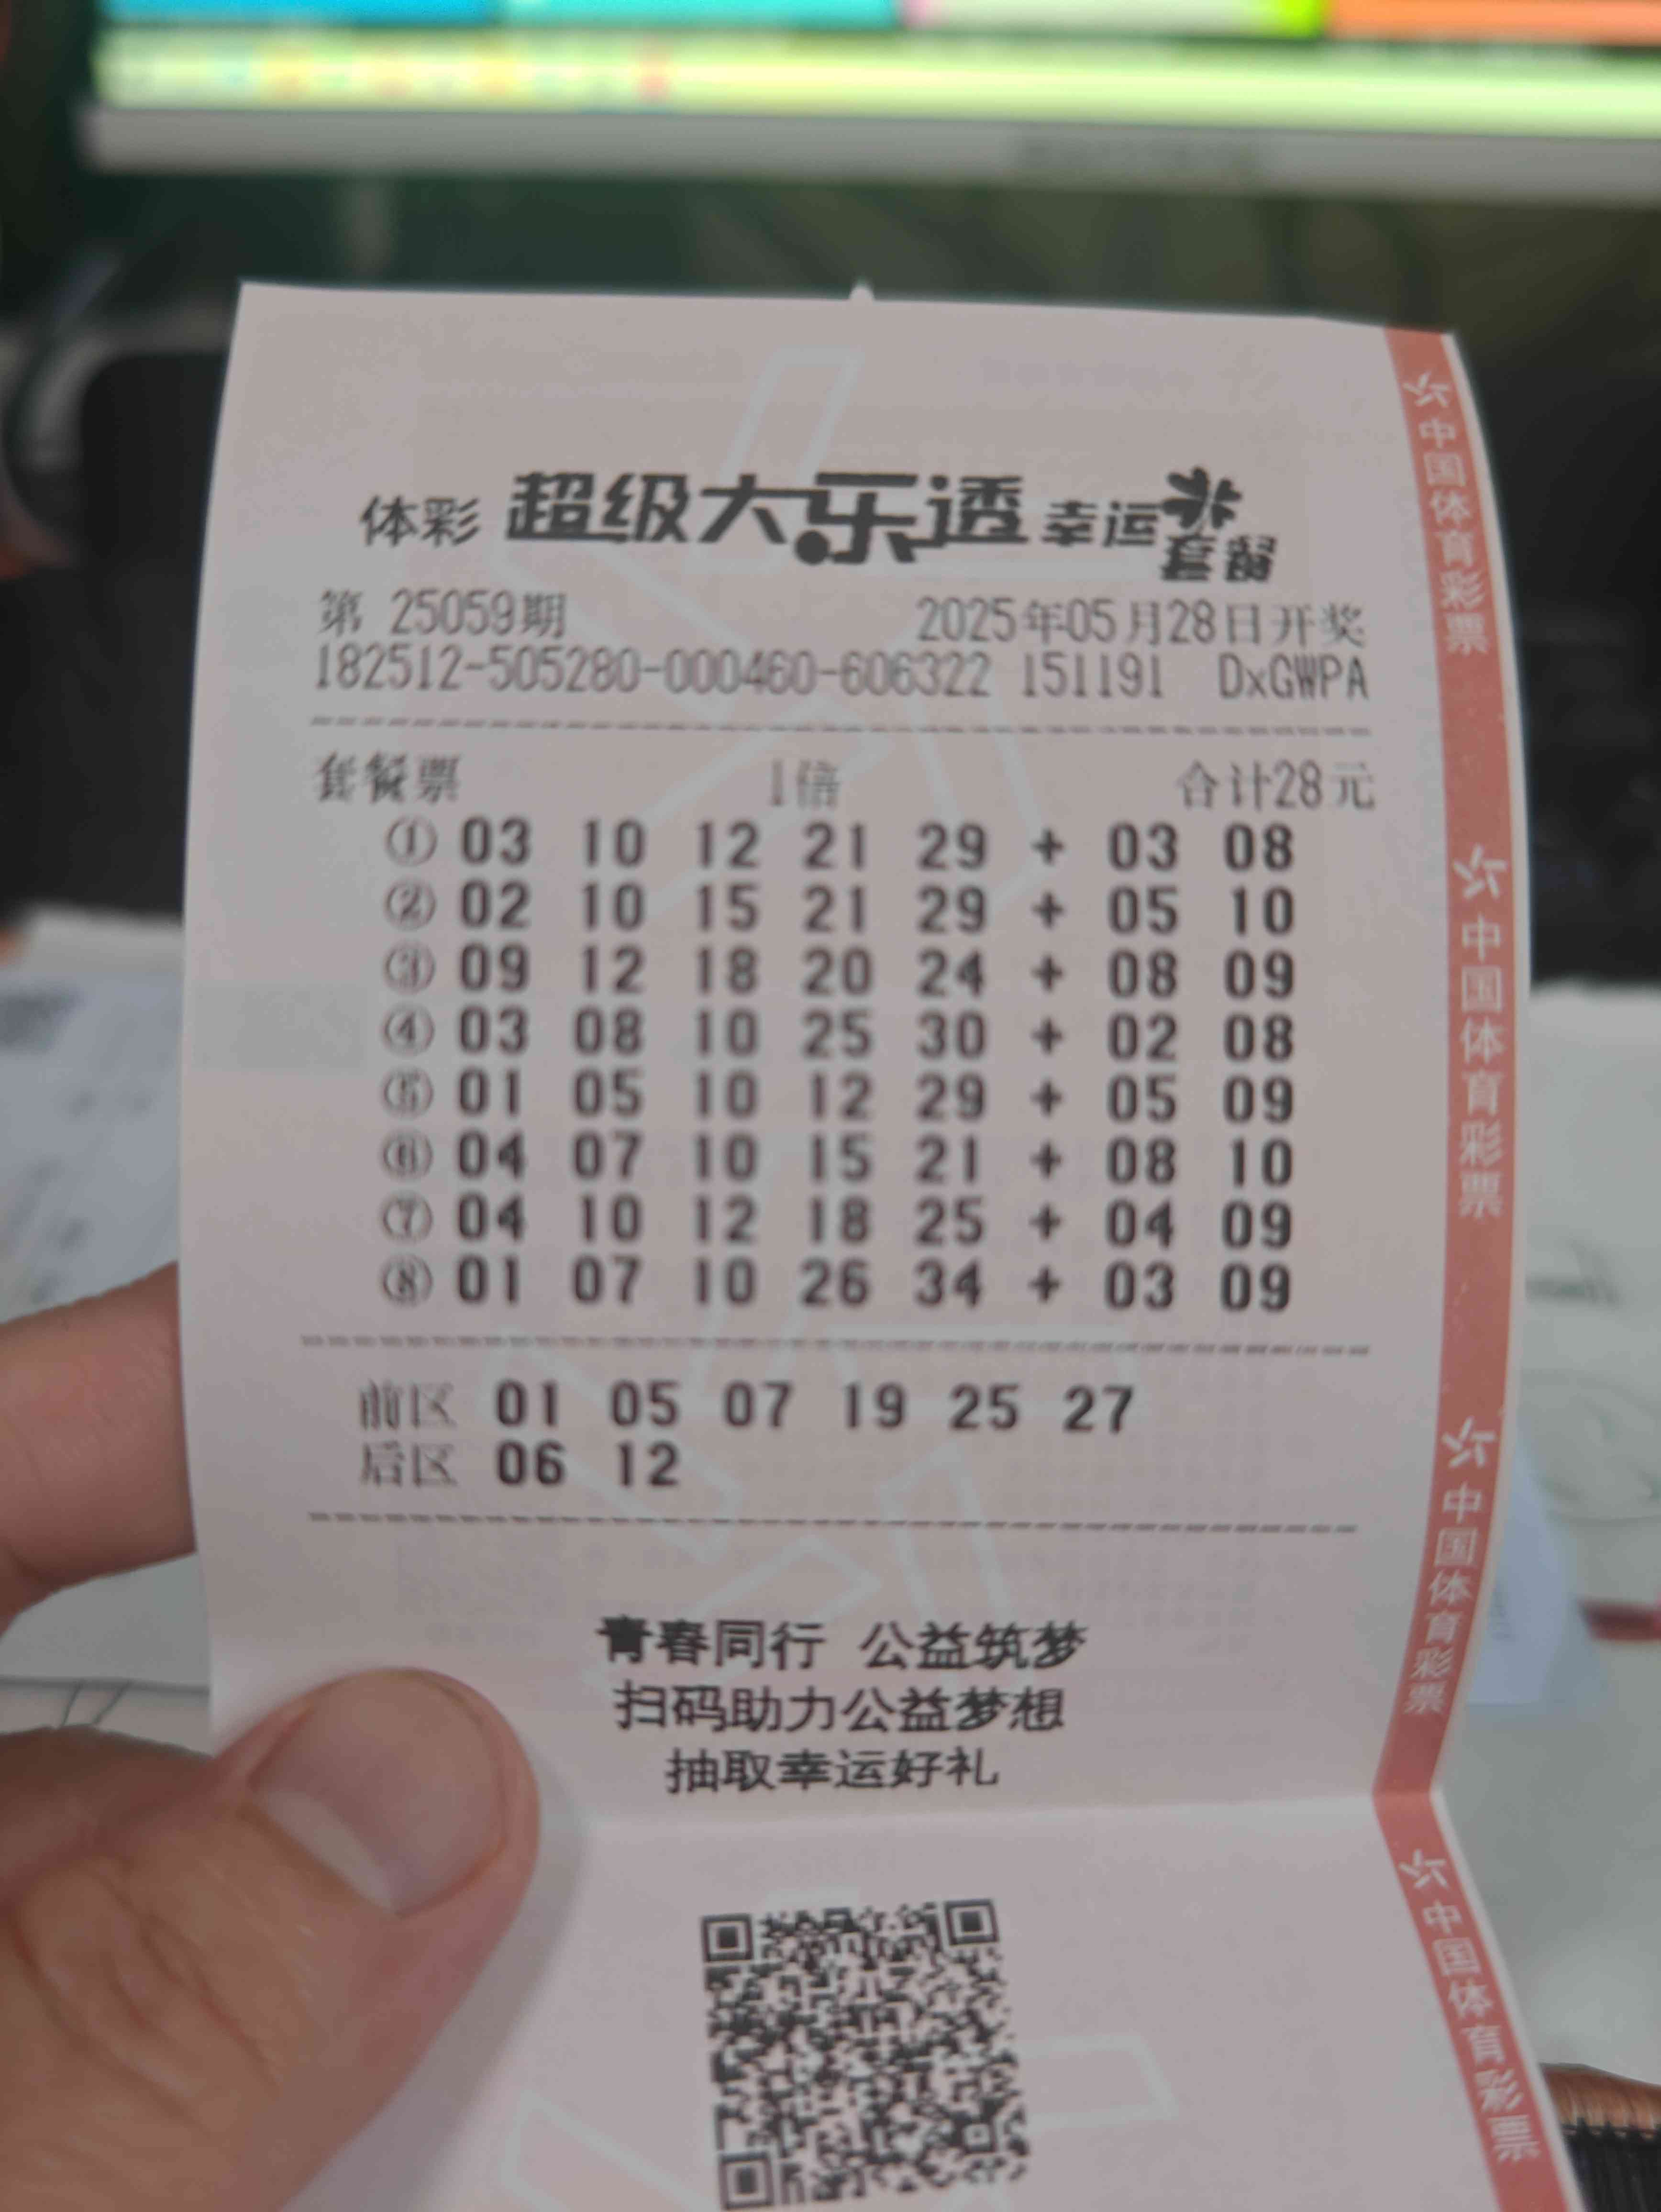 体彩 超级大乐透 幸运套餐
第 25059期 2025年05月28日开奖
182512-505280-000460-606322 151191 DxGWPA
套餐票 1倍 合计28元
① 03 10 12 21 29 + 03 08
② 02 10 15 21 29 + 05 10
③ 09 12 18 20 24 + 08 09
④ 03 08 10 25 30 + 02 08
⑤ 01 05 10 12 29 + 05 09
⑥ 04 07 10 15 21 + 08 10
⑦ 04 10 12 18 25 + 04 09
⑧ 01 07 10 26 34 + 03 09
前区 01 05 07 19 25 27
后区 06 12
青春同行 公益筑梦
扫码助力公益梦想
抽取幸运好礼
中国体育彩票
中国体育彩票
中国体育彩票
中国体育彩票